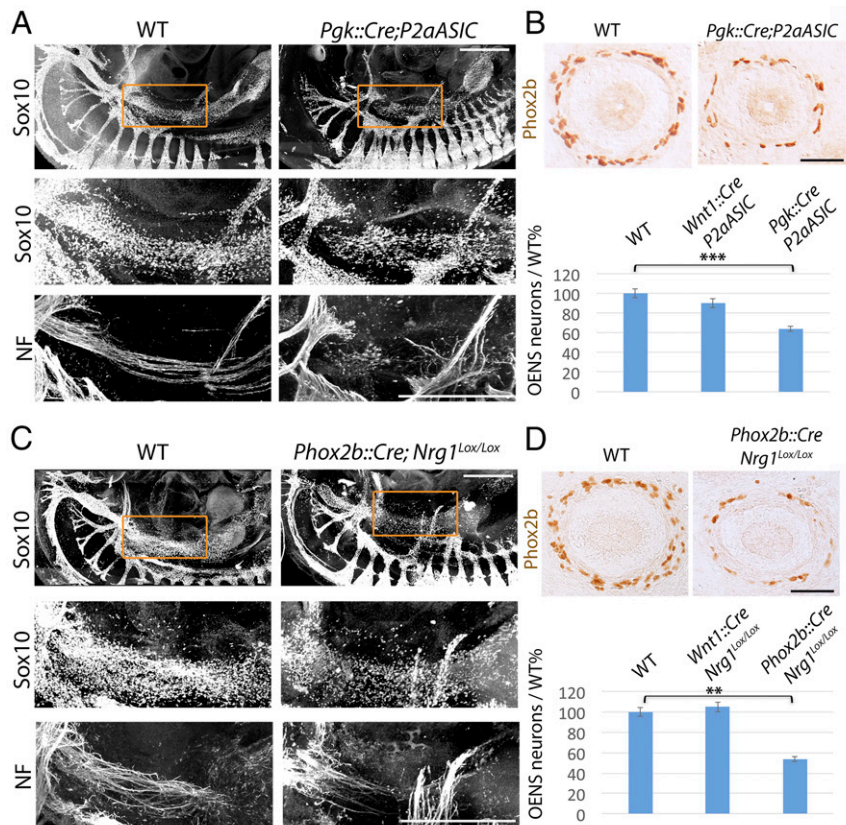 A
WT
Pgk::Cre;P2aASIC
Sox10
Sox10
NF
B
WT
Pgk::Cre;P2aASIC
Phox2b
WT
Wnt1::Cre
P2aASIC
Pgk::Cre
P2aASIC
***
OENS neurons / WT%
120
100
80
60
40
20
0
C
WT
Phox2b::Cre; Nrg1Lox/Lox
Sox10
Sox10
NF
D
WT
Phox2b::Cre
Nrg1Lox/Lox
Phox2b
WT
Wnt1::Cre
Nrg1Lox/Lox
Phox2b::Cre
Nrg1Lox/Lox
**
OENS neurons / WT%
120
100
80
60
40
20
0